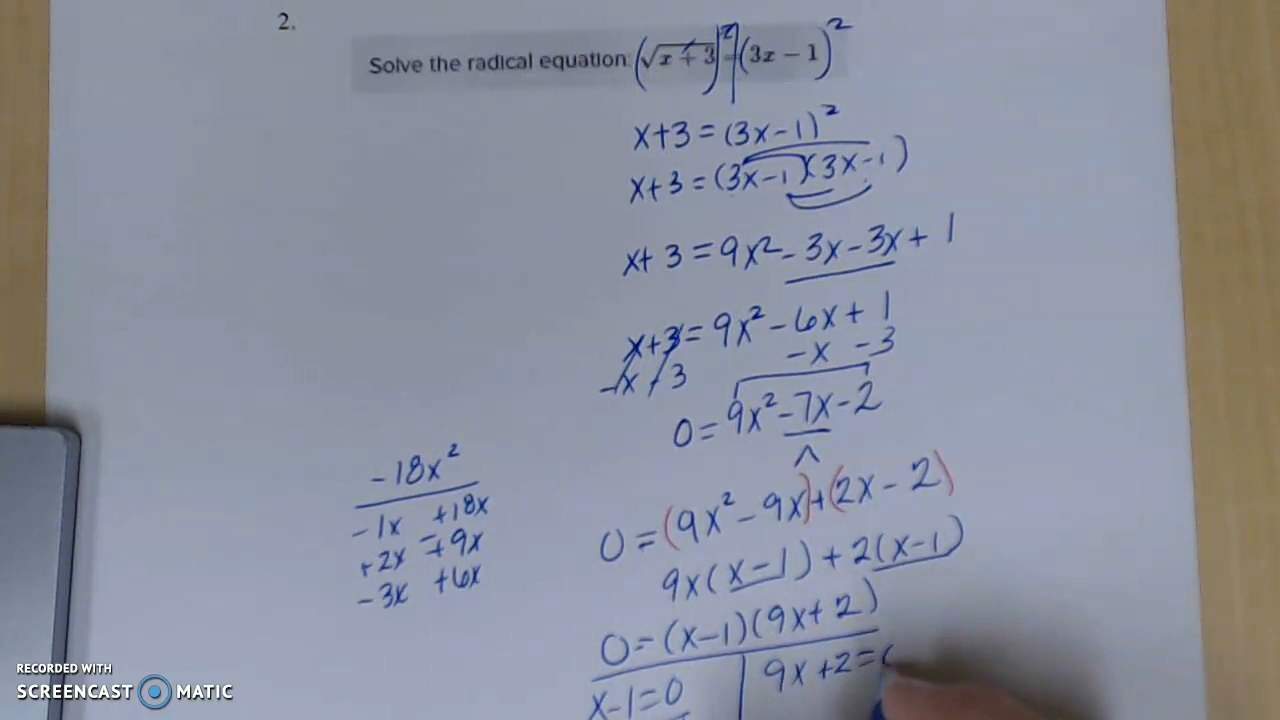 2.
Solve the radical equation: (√x + 3)² = (3x − 1)²
x+3 = (3x-1)²
x+3 = (3x-1)(3x-1)
x+3 = 9x² - 3x - 3x + 1
x+3 = 9x² - 6x + 1
-x -3 -x -3
0 = 9x² - 7x - 2
-18x²
-1x +18x
+2x -9x
-3x +6x
0 = (9x² - 9x) + (2x - 2)
9x(x-1) + 2(x-1)
0 = (x-1)(9x+2)
x-1=0 9x+2=
RECORDED WITH
SCREENCAST MATIC